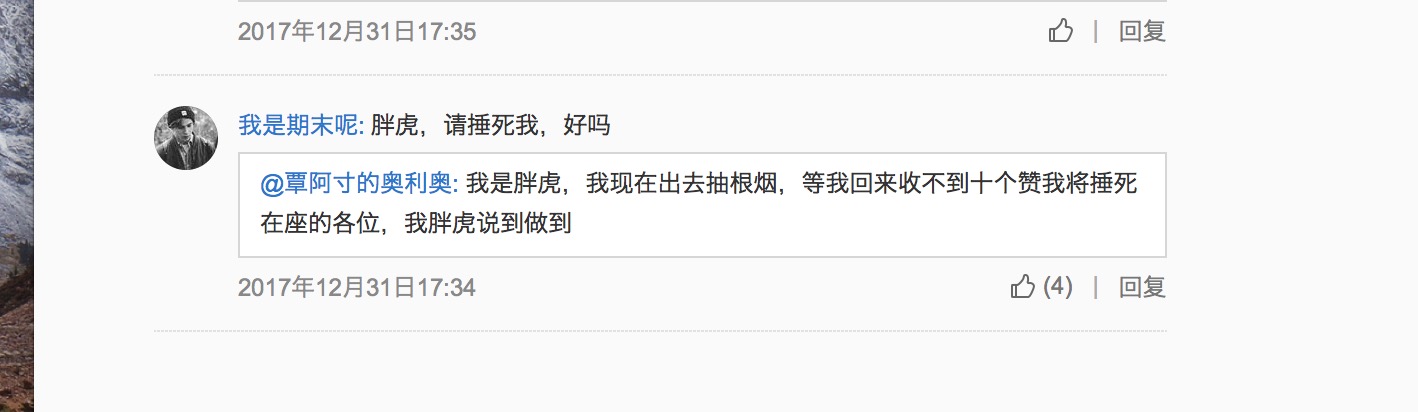 2017年12月31日17:35 | 回复
我是期末呢: 胖虎，请捶死我，好吗
@覃阿寸的奥利奥: 我是胖虎，我现在出去抽根烟，等我回来收不到十个赞我将捶死
在座的各位，我胖虎说到做到
2017年12月31日17:34 (4) | 回复